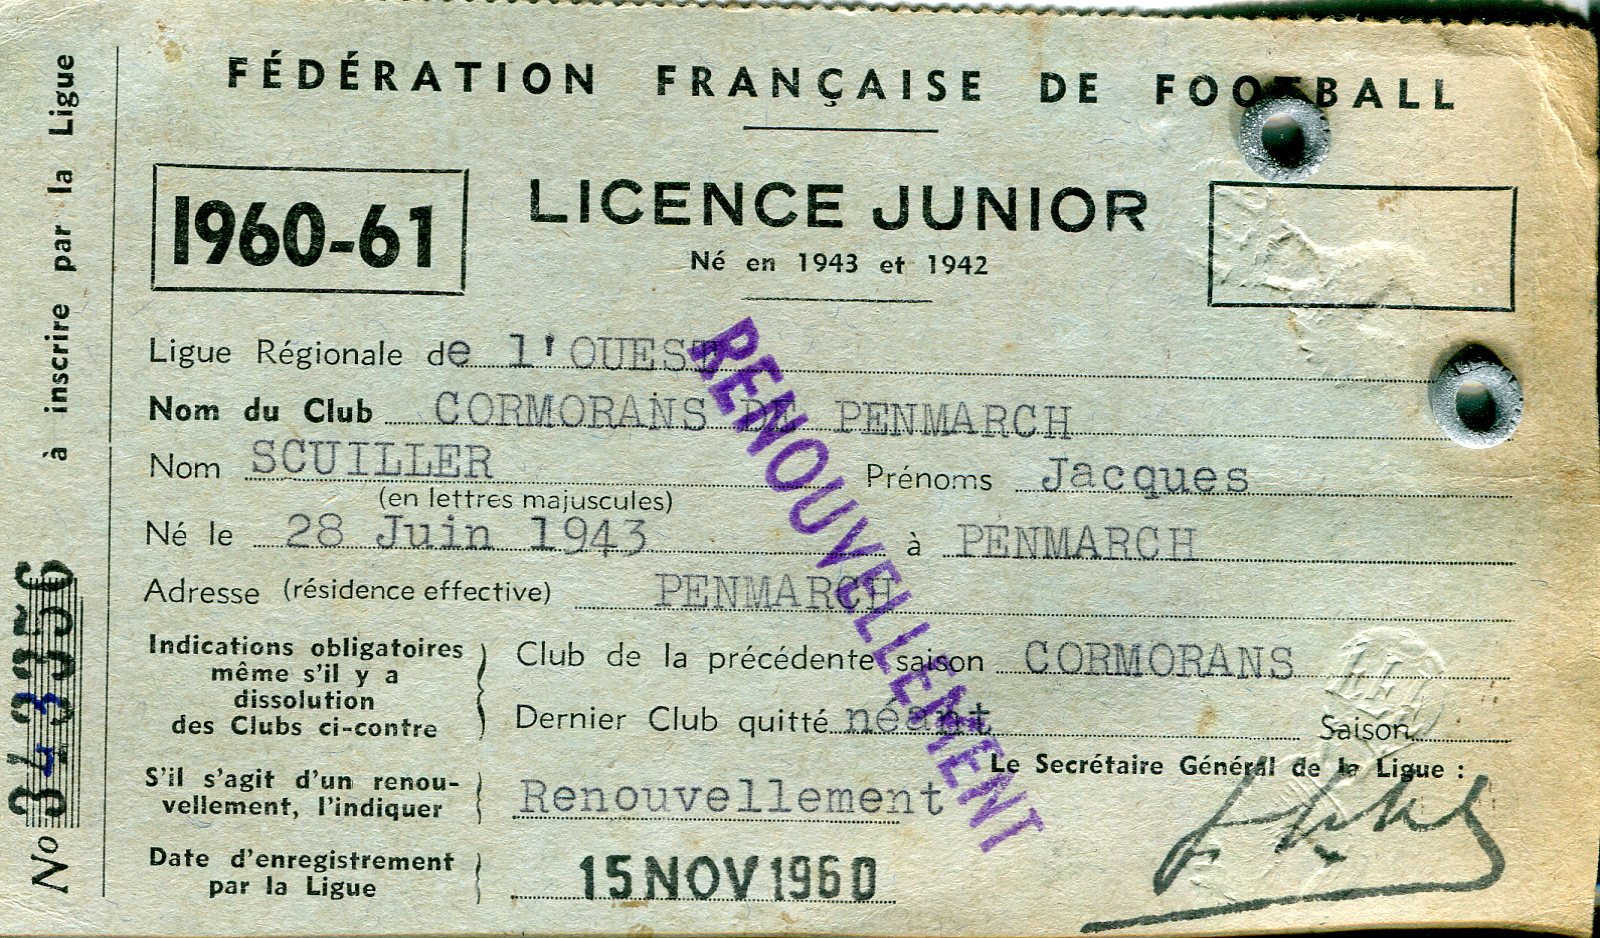 FÉDÉRATION FRANÇAISE DE FOOTBALL
1960-61
LICENCE JUNIOR
Né en 1943 et 1942
Ligue Régionale de l'OUEST
Nom du Club CORMORANS DE PENMARCH
Nom SCUILLER Prénoms Jacques
(en lettres majuscules)
Né le 28 Juin 1943 à PENMARCH
Adresse (résidence effective) PENMARCH
Indications obligatoires
même s'il y a
dissolution
des Clubs ci-contre
Club de la précédente saison CORMORANS
Dernier Club quitté néant Saison
Le Secrétaire Général de la Ligue :
S'il s'agit d'un renou-
vellement, l'indiquer
Renouvellement
Date d'enregistrement
par la Ligue
15 NOV 1960
RENOUVELLEMENT
No
à inscrire par la Ligue